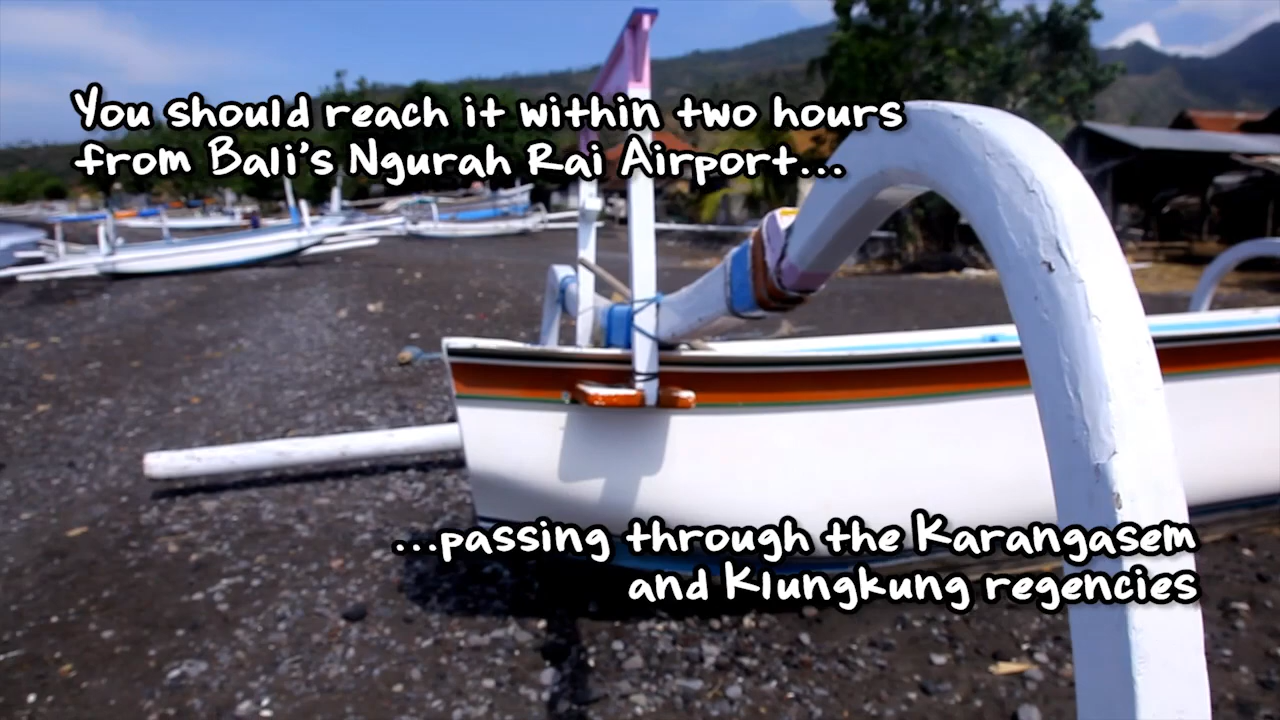 You should reach it within two hours
from Bali's Ngurah Rai Airport...
...passing through the Karangasem
and Klungkung regencies